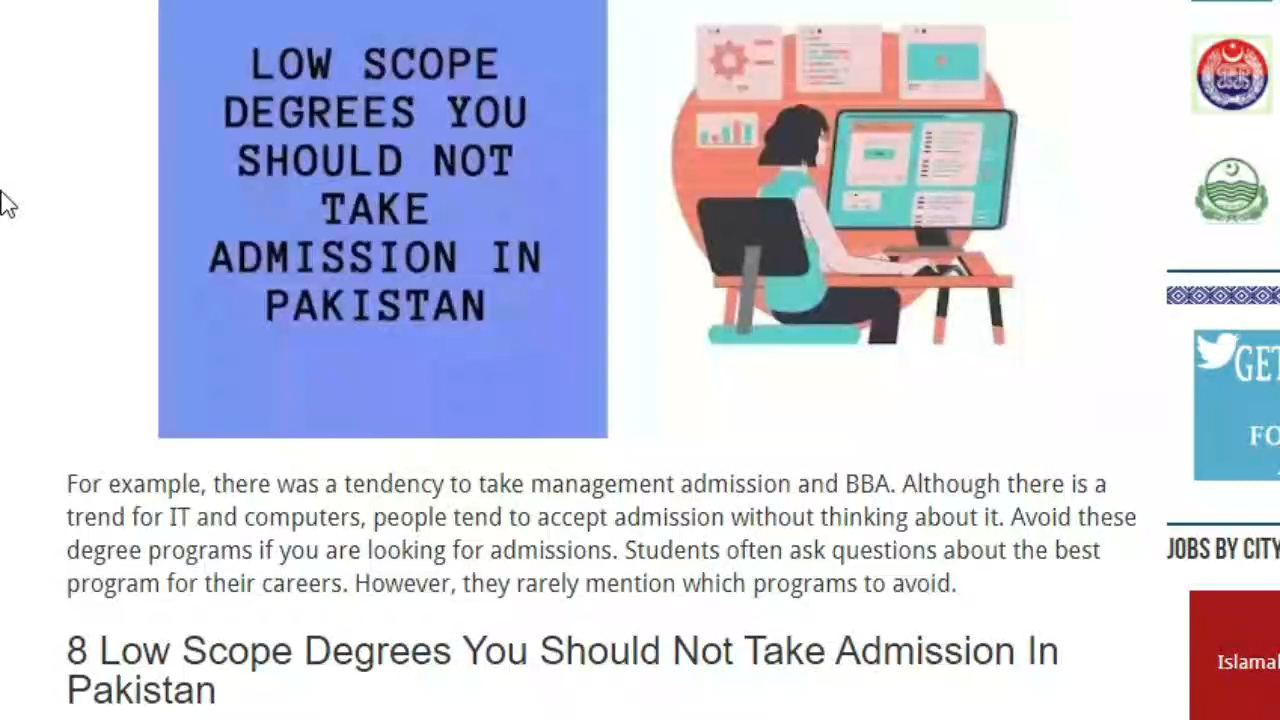 LOW SCOPE
DEGREES YOU
SHOULD NOT
TAKE
ADMISSION IN
PAKISTAN
For example, there was a tendency to take management admission and BBA. Although there is a
trend for IT and computers, people tend to accept admission without thinking about it. Avoid these
degree programs if you are looking for admissions. Students often ask questions about the best
program for their careers. However, they rarely mention which programs to avoid.
8 Low Scope Degrees You Should Not Take Admission In
Pakistan
GET
FO
JOBS BY CITY
Islamal